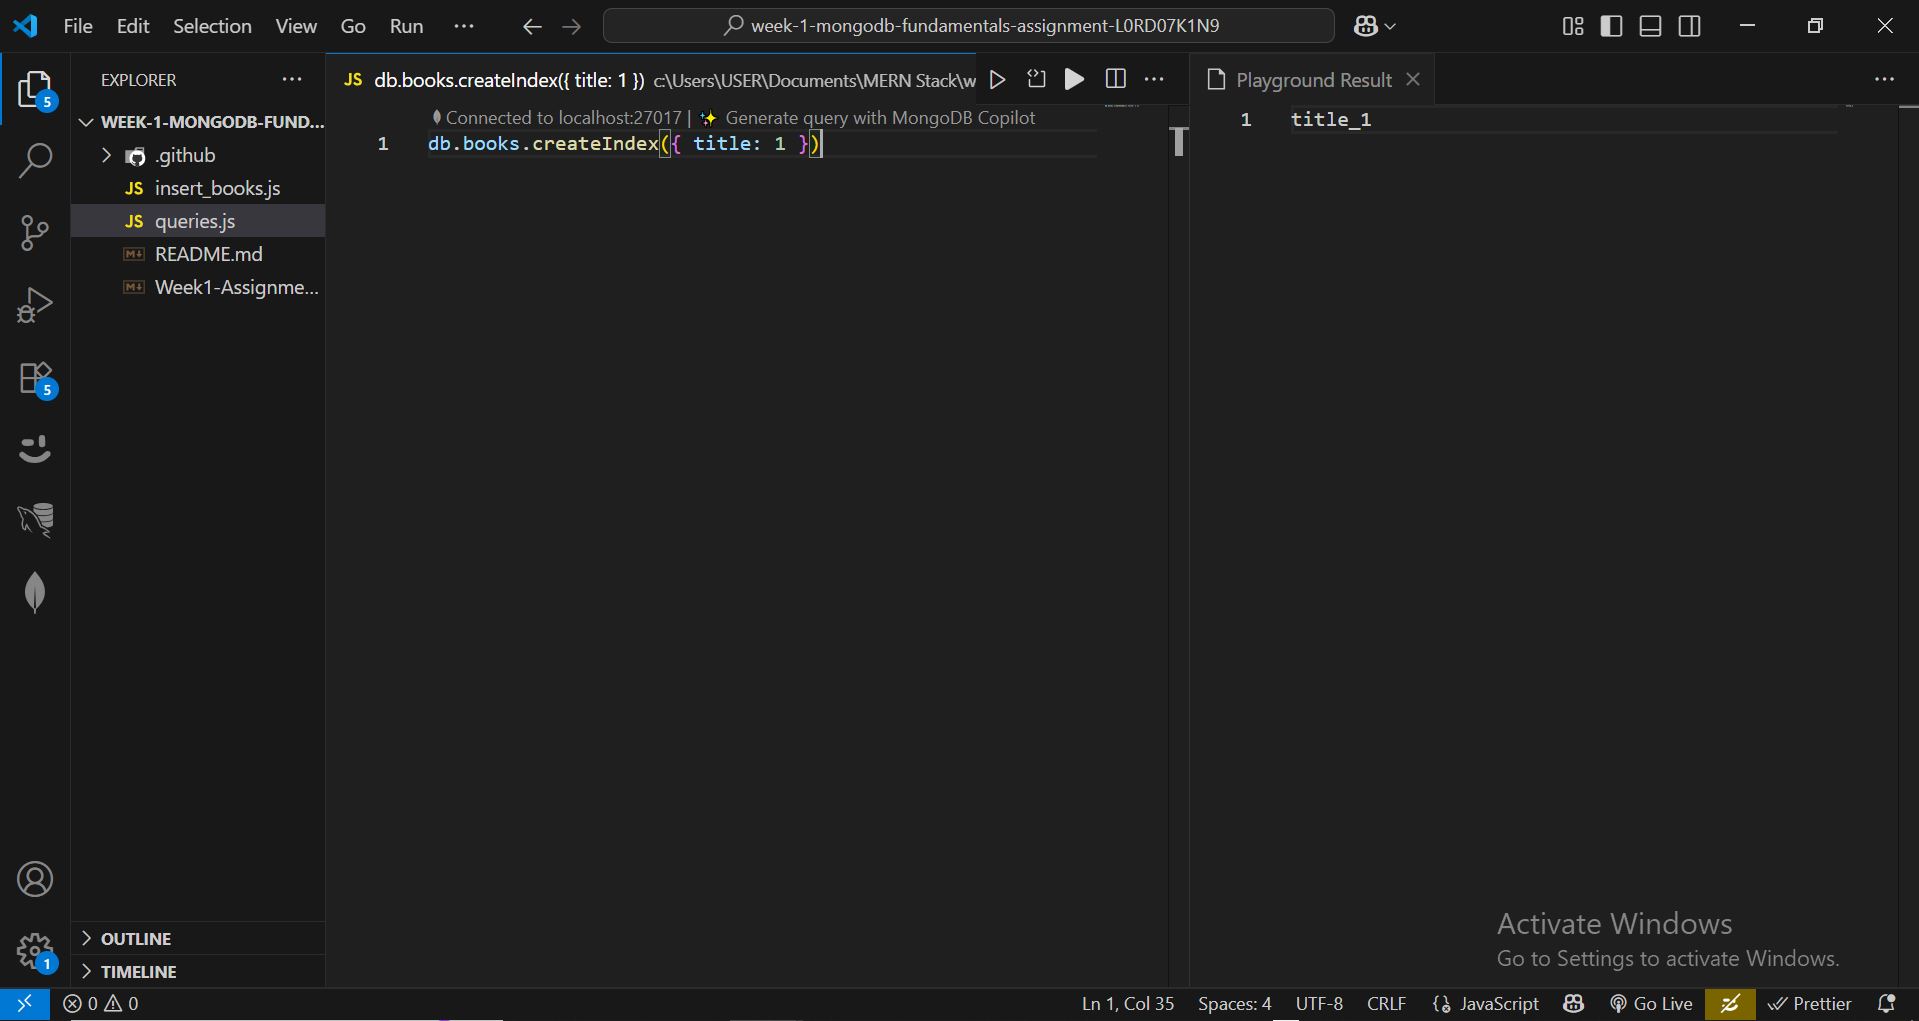 File Edit Selection View Go Run ··· week-1-mongodb-fundamentals-assignment-L0RD07K1N9
EXPLORER ···
5
WEEK-1-MONGODB-FUND...
.github
JS insert_books.js
JS queries.js
README.md
Week1-Assignme...
5
OUTLINE
TIMELINE
1
JS db.books.createIndex({ title: 1 }) c:\Users\USER\Documents\MERN Stack\w
Connected to localhost:27017 | ✨ Generate query with MongoDB Copilot
1 db.books.createIndex({ title: 1 })
Playground Result
1 title_1
Activate Windows
Go to Settings to activate Windows.
0 0 Ln 1, Col 35 Spaces: 4 UTF-8 CRLF JavaScript Go Live Prettier